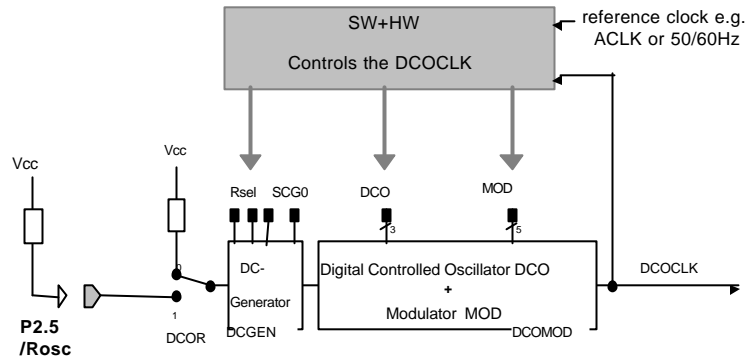 SW+HW
Controls the DCOCLK
reference clock e.g.
ACLK or 50/60Hz
Vcc
Vcc
Rsel SCG0
DCO
MOD
3
5
0
1
DCOR
P2.5
/Rosc
DC-
Generator
DCGEN
Digital Controlled Oscillator DCO
+
Modulator MOD
DCOMOD
DCOCLK